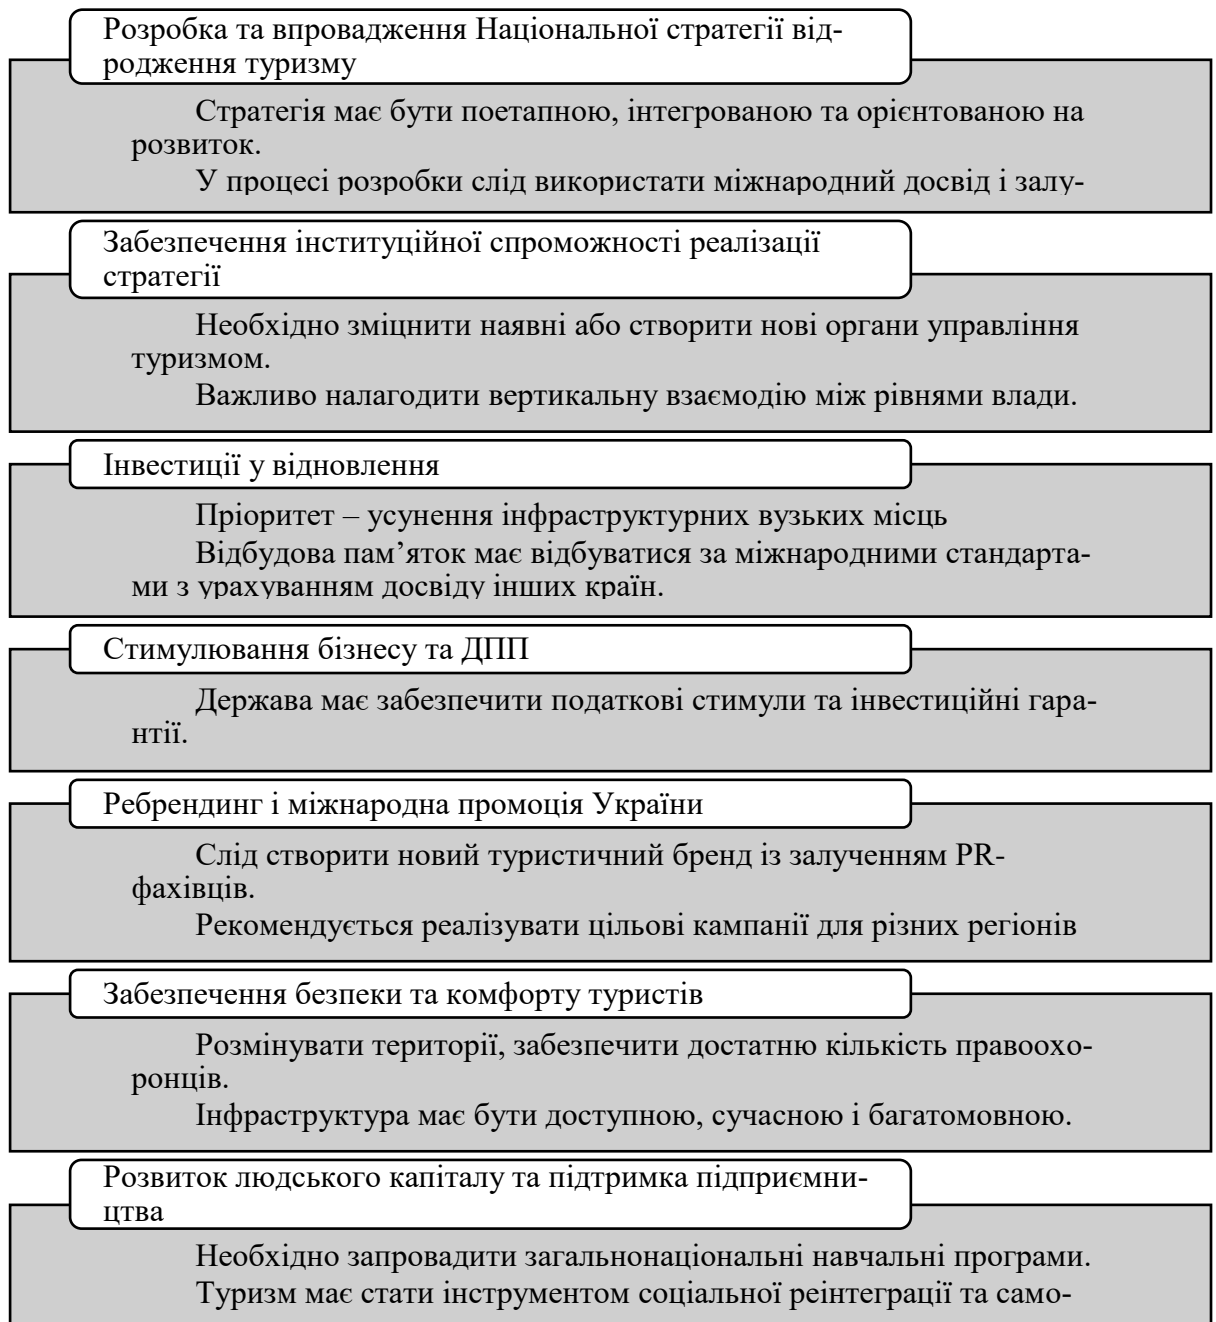 Розробка та впровадження Національної стратегії від-
родження туризму
Стратегія має бути поетапною, інтегрованою та орієнтованою на
розвиток.
У процесі розробки слід використати міжнародний досвід і залу-
Забезпечення інституційної спроможності реалізації
стратегії
Необхідно зміцнити наявні або створити нові органи управління
туризмом.
Важливо налагодити вертикальну взаємодію між рівнями влади.
Інвестиції у відновлення
Пріоритет – усунення інфраструктурних вузьких місць
Відбудова пам’яток має відбуватися за міжнародними стандарта-
ми з урахуванням досвіду інших країн.
Стимулювання бізнесу та ДПП
Держава має забезпечити податкові стимули та інвестиційні гара-
нтії.
Ребрендинг і міжнародна промоція України
Слід створити новий туристичний бренд із залученням PR-
фахівців.
Рекомендується реалізувати цільові кампанії для різних регіонів
Забезпечення безпеки та комфорту туристів
Розмінувати території, забезпечити достатню кількість правоохо-
ронців.
Інфраструктура має бути доступною, сучасною і багатомовною.
Розвиток людського капіталу та підтримка підприємни-
цтва
Необхідно запровадити загальнонаціональні навчальні програми.
Туризм має стати інструментом соціальної реінтеграції та само-